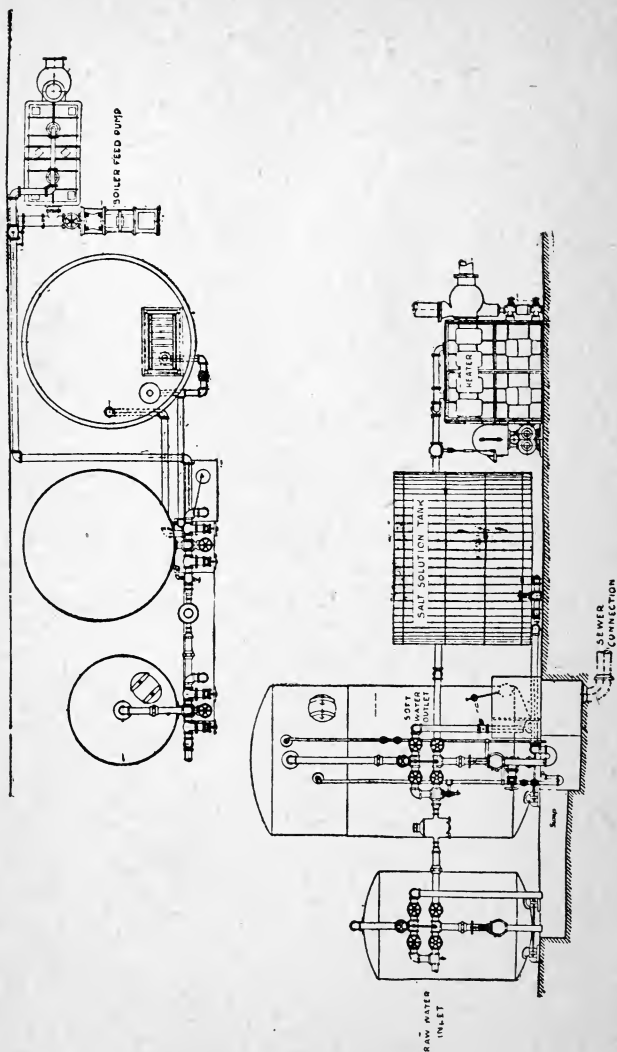 BOILER FEED PUMP
HEATER
SALT SOLUTION TANK
SOFT
WATER
OUTLET
SEWER
CONNECTION
Sump
RAW WATER
INLET